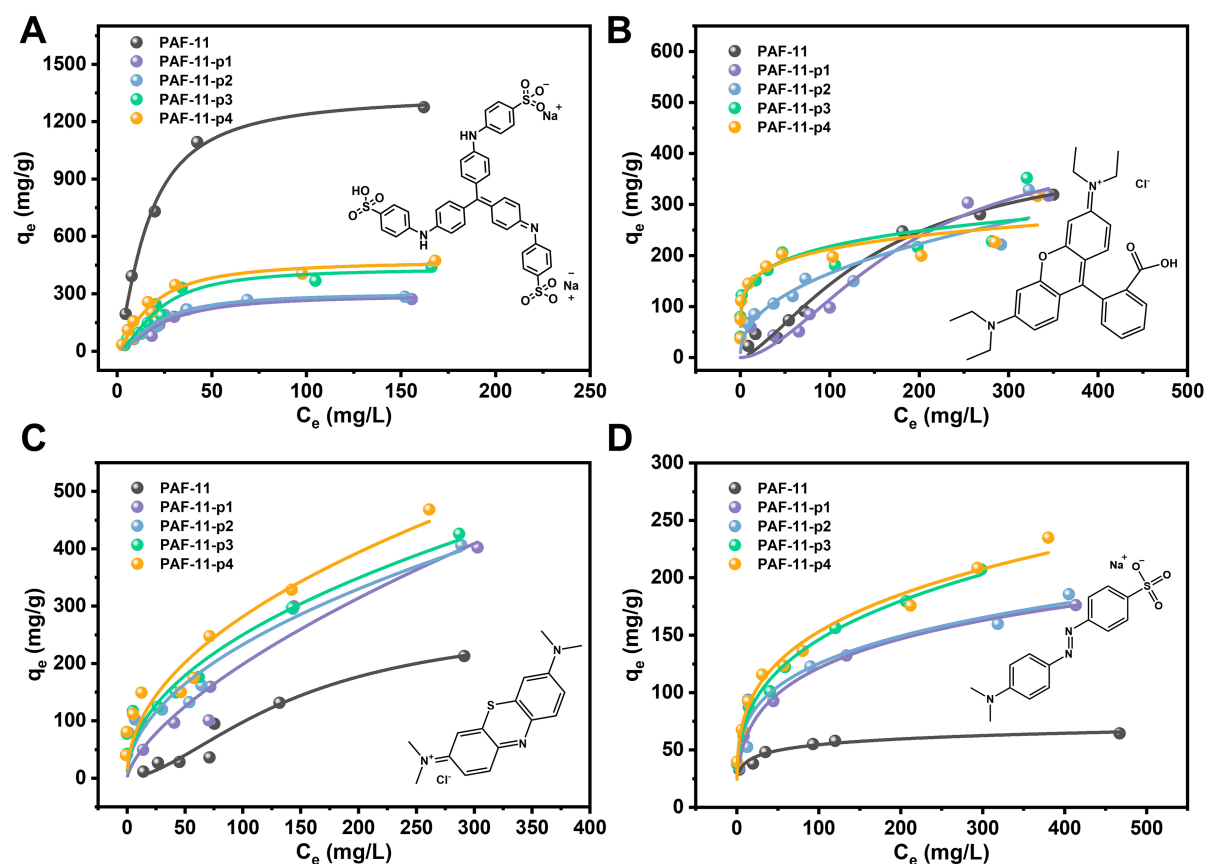 A
PAF-11
PAF-11-p1
PAF-11-p2
PAF-11-p3
PAF-11-p4
1500
1200
900
600
300
0
qe (mg/g)
0 50 100 150 200 250
Ce (mg/L)
O O⁻
S
O Na⁺
HN
HO O
S
O
N
H
N
O⁻
S
O O Na⁺
B
PAF-11
PAF-11-p1
PAF-11-p2
PAF-11-p3
PAF-11-p4
600
500
400
300
200
100
0
qe (mg/g)
0 100 200 300 400 500
Ce (mg/L)
N⁺ Cl⁻
O
O
OH
N
C
PAF-11
PAF-11-p1
PAF-11-p2
PAF-11-p3
PAF-11-p4
500
400
300
200
100
0
qe (mg/g)
0 50 100 150 200 250 300 350 400
Ce (mg/L)
N
S
N
N⁺
Cl⁻
D
PAF-11
PAF-11-p1
PAF-11-p2
PAF-11-p3
PAF-11-p4
300
250
200
150
100
50
0
qe (mg/g)
0 100 200 300 400 500
Ce (mg/L)
Na⁺ O⁻
S O
O
N
N
N